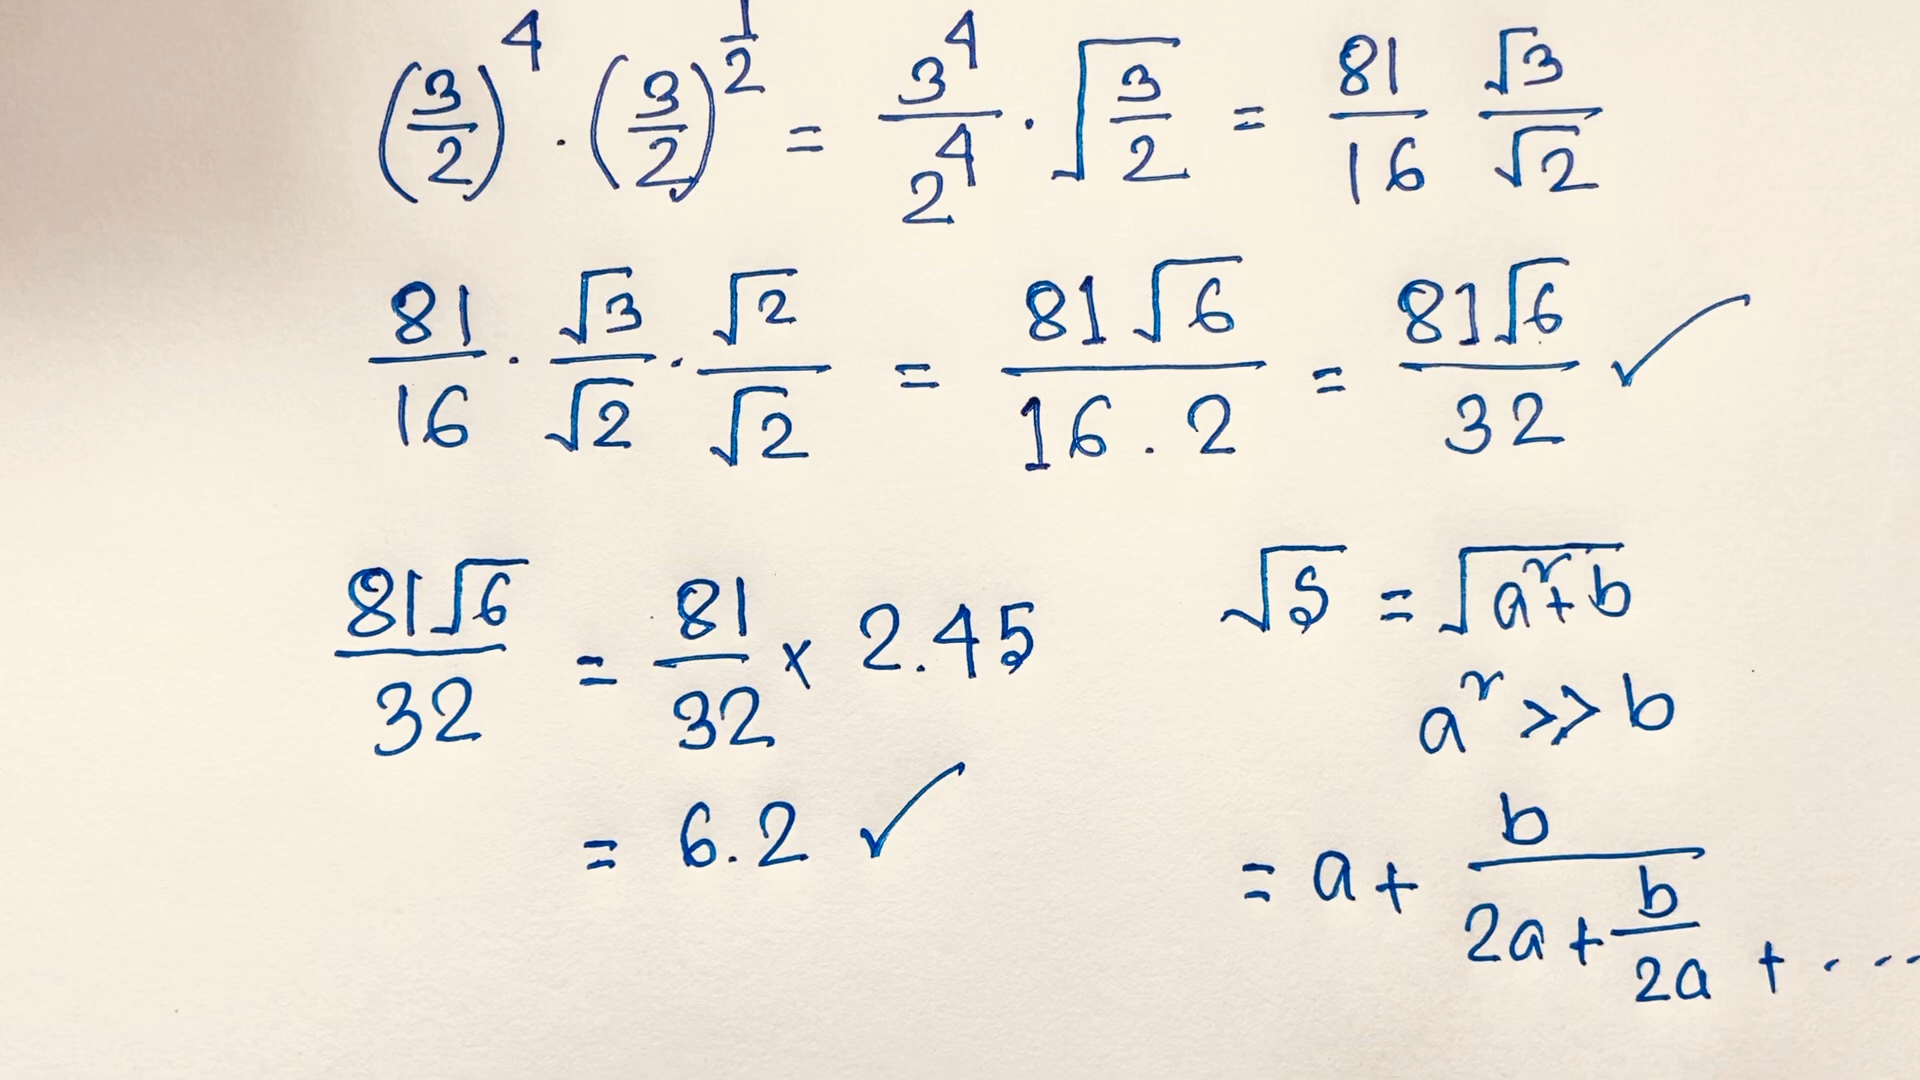 (3/2)^4 · (3/2)^(1/2) = 3^4/2^4 · √(3/2) = 81/16 √3/√2
81/16 · √3/√2 · √2/√2 = 81√6/(16.2) = 81√6/32 ✓
81√6/32 = 81/32 × 2.45
= 6.2 ✓
√S = √(a^r + b)
a^r >> b
= a + b/(2a + b/(2a + ...